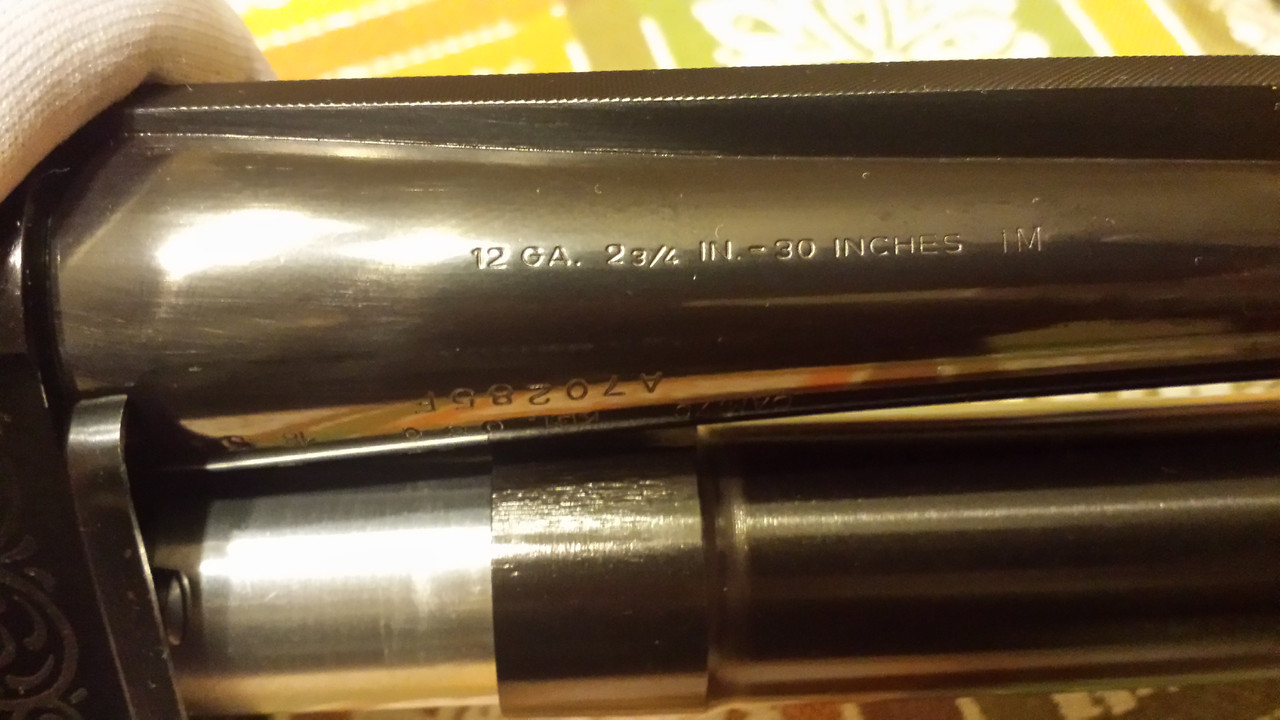 12 GA. 2 3/4 IN.-30 INCHES IM
A70285F